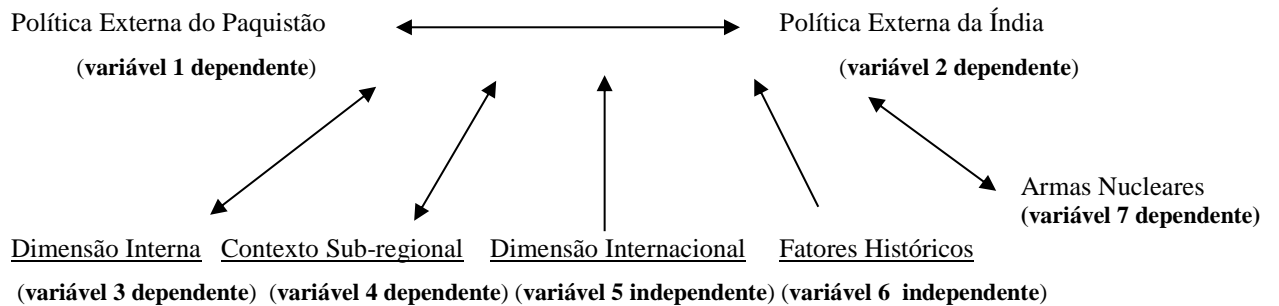 Política Externa do Paquistão Política Externa da Índia
(variável 1 dependente) (variável 2 dependente)
Armas Nucleares
(variável 7 dependente)
Dimensão Interna Contexto Sub-regional Dimensão Internacional Fatores Históricos
(variável 3 dependente) (variável 4 dependente) (variável 5 independente) (variável 6 independente)